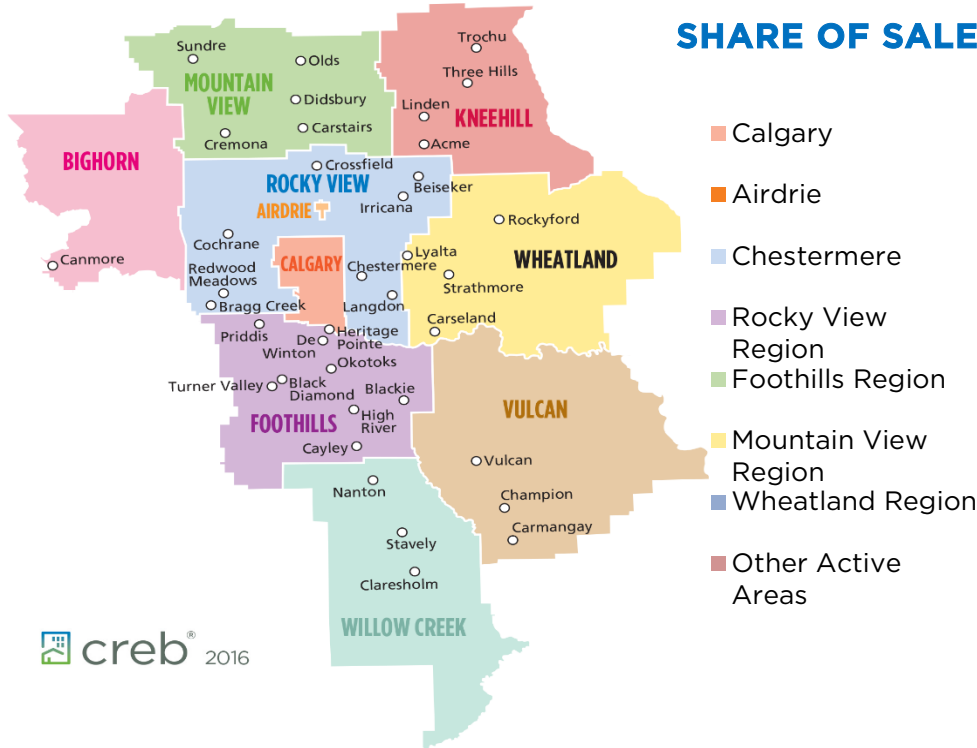 SHARE OF SALE
Sundre
Olds
MOUNTAIN
VIEW
Didsbury
Carstairs
Cremona
Trochu
Three Hills
Linden
KNEEHILL
Acme
BIGHORN
Canmore
Crossfield
ROCKY VIEW
Beiseker
AIRDRIE
Irricana
Cochrane
CALGARY
Chestermere
Redwood
Meadows
Bragg Creek
Langdon
Rockyford
Lyalta
WHEATLAND
Strathmore
Carseland
Priddis
De
Winton
Heritage
Pointe
Okotoks
Turner Valley
Black
Diamond
Blackie
FOOTHILLS
High
River
Cayley
VULCAN
Vulcan
Champion
Carmangay
Nanton
Stavely
Claresholm
WILLOW CREEK
creb® 2016
Calgary
Airdrie
Chestermere
Rocky View
Region
Foothills Region
Mountain View
Region
Wheatland Region
Other Active
Areas